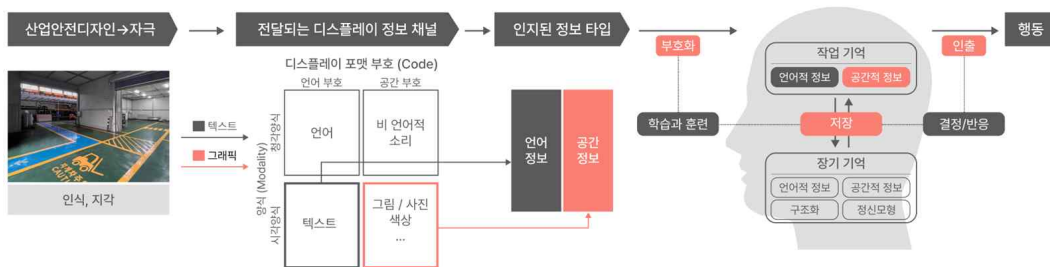 산업안전디자인→자극
전달되는 디스플레이 정보 채널
인지된 정보 타입
부호화
인출
행동
디스플레이 포맷 부호 (Code)
언어 부호
공간 부호
양식 (Modality)
청각양식
시각양식
텍스트
그래픽
언어
비 언어적
소리
텍스트
그림 / 사진
색상
...
인식, 지각
언어
정보
공간
정보
학습과 훈련
작업 기억
언어적 정보
공간적 정보
저장
결정/반응
장기 기억
언어적 정보
공간적 정보
구조화
정신모형